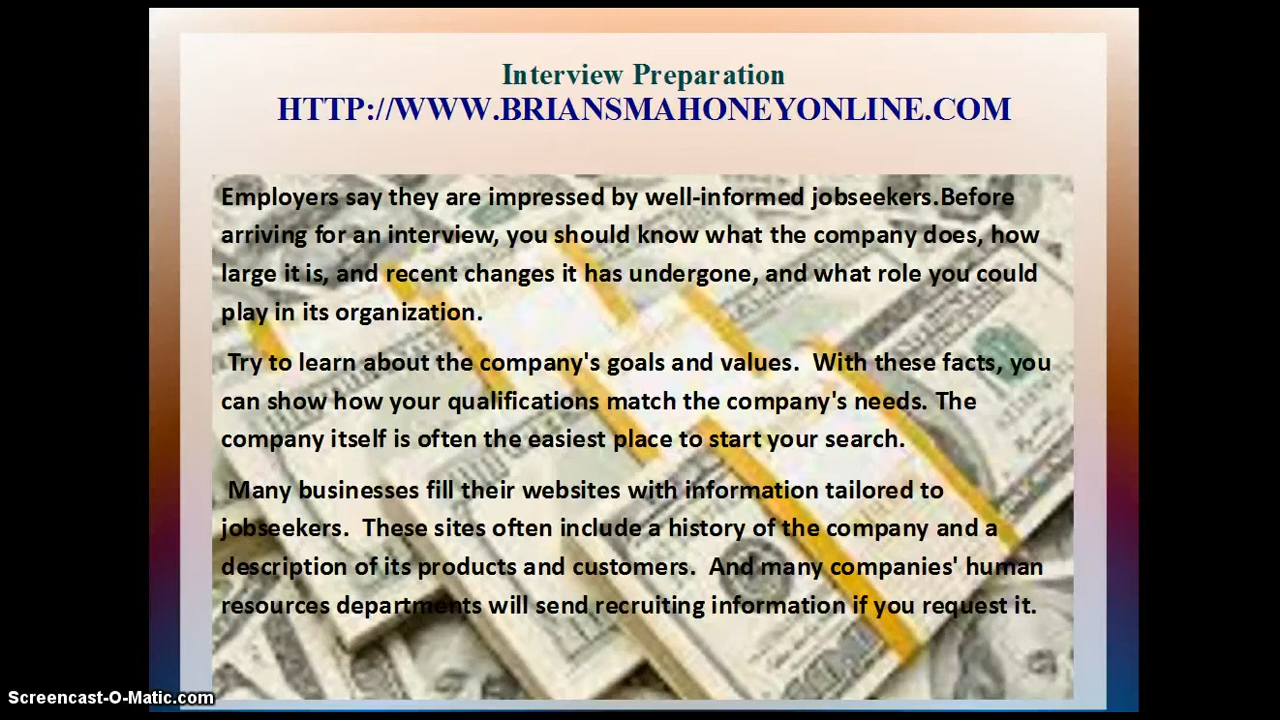 Interview Preparation
HTTP://WWW.BRIANSMAHONEYONLINE.COM
Employers say they are impressed by well-informed jobseekers.Before
arriving for an interview, you should know what the company does, how
large it is, and recent changes it has undergone, and what role you could
play in its organization.
Try to learn about the company's goals and values.  With these facts, you
can show how your qualifications match the company's needs. The
company itself is often the easiest place to start your search.
Many businesses fill their websites with information tailored to
jobseekers.  These sites often include a history of the company and a
description of its products and customers.  And many companies' human
resources departments will send recruiting information if you request it.
Screencast-O-Matic.com